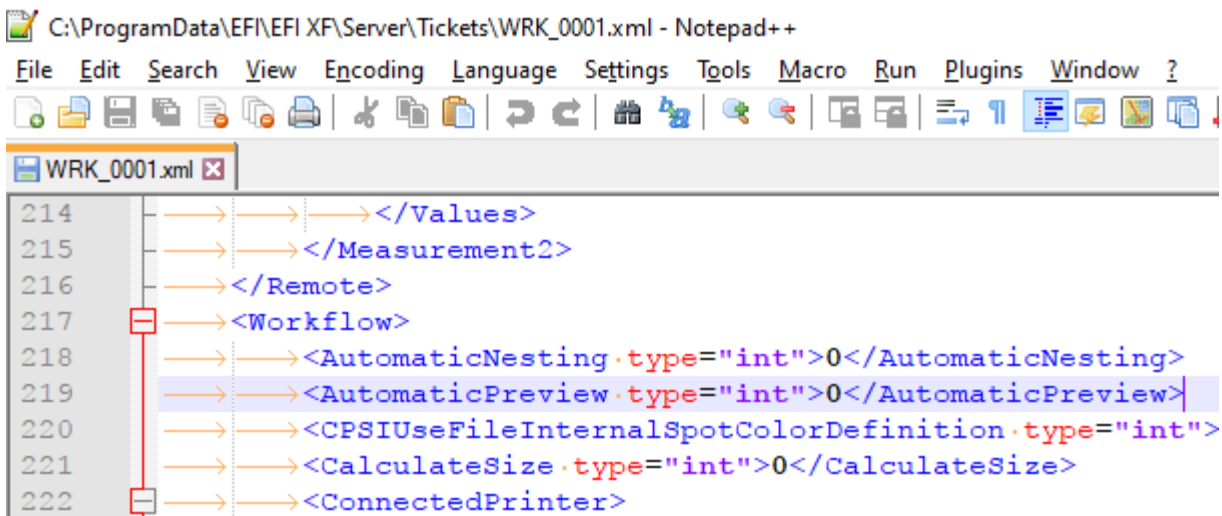 C:\ProgramData\EFI\EFI XF\Server\Tickets\WRK_0001.xml - Notepad++
File Edit Search View Encoding Language Settings Tools Macro Run Plugins Window ?
WRK_0001.xml
214 </Values>
215 </Measurement2>
216 </Remote>
217 <Workflow>
218 <AutomaticNesting type="int">0</AutomaticNesting>
219 <AutomaticPreview type="int">0</AutomaticPreview>
220 <CPSIUseFileInternalSpotColorDefinition type="int">
221 <CalculateSize type="int">0</CalculateSize>
222 <ConnectedPrinter>